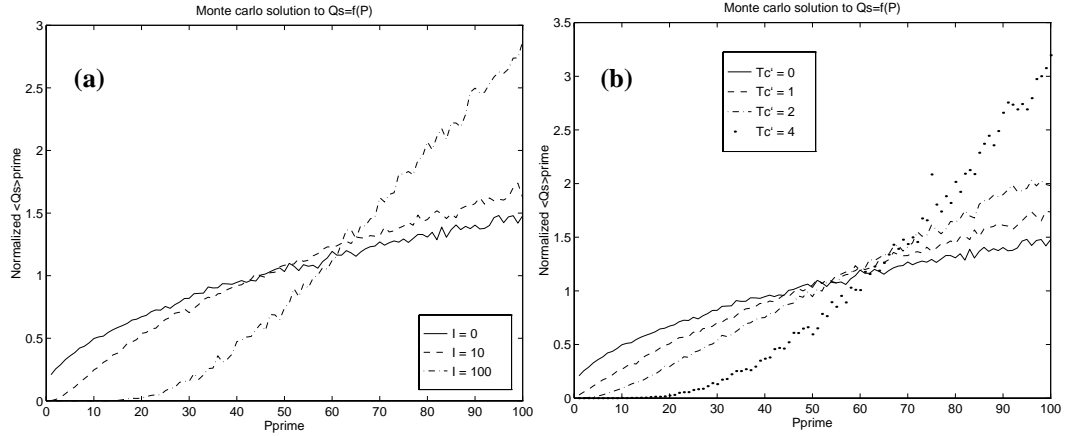 Monte carlo solution to Qs=f(P)
(a)
Normalized <Qs>prime
3
2.5
2
1.5
1
0.5
0
0 10 20 30 40 50 60 70 80 90 100
Pprime
I = 0
I = 10
I = 100
Monte carlo solution to Qs=f(P)
(b)
Normalized <Qs>prime
3.5
3
2.5
2
1.5
1
0.5
0
0 10 20 30 40 50 60 70 80 90 100
Pprime
Tc‘ = 0
Tc‘ = 1
Tc‘ = 2
Tc‘ = 4